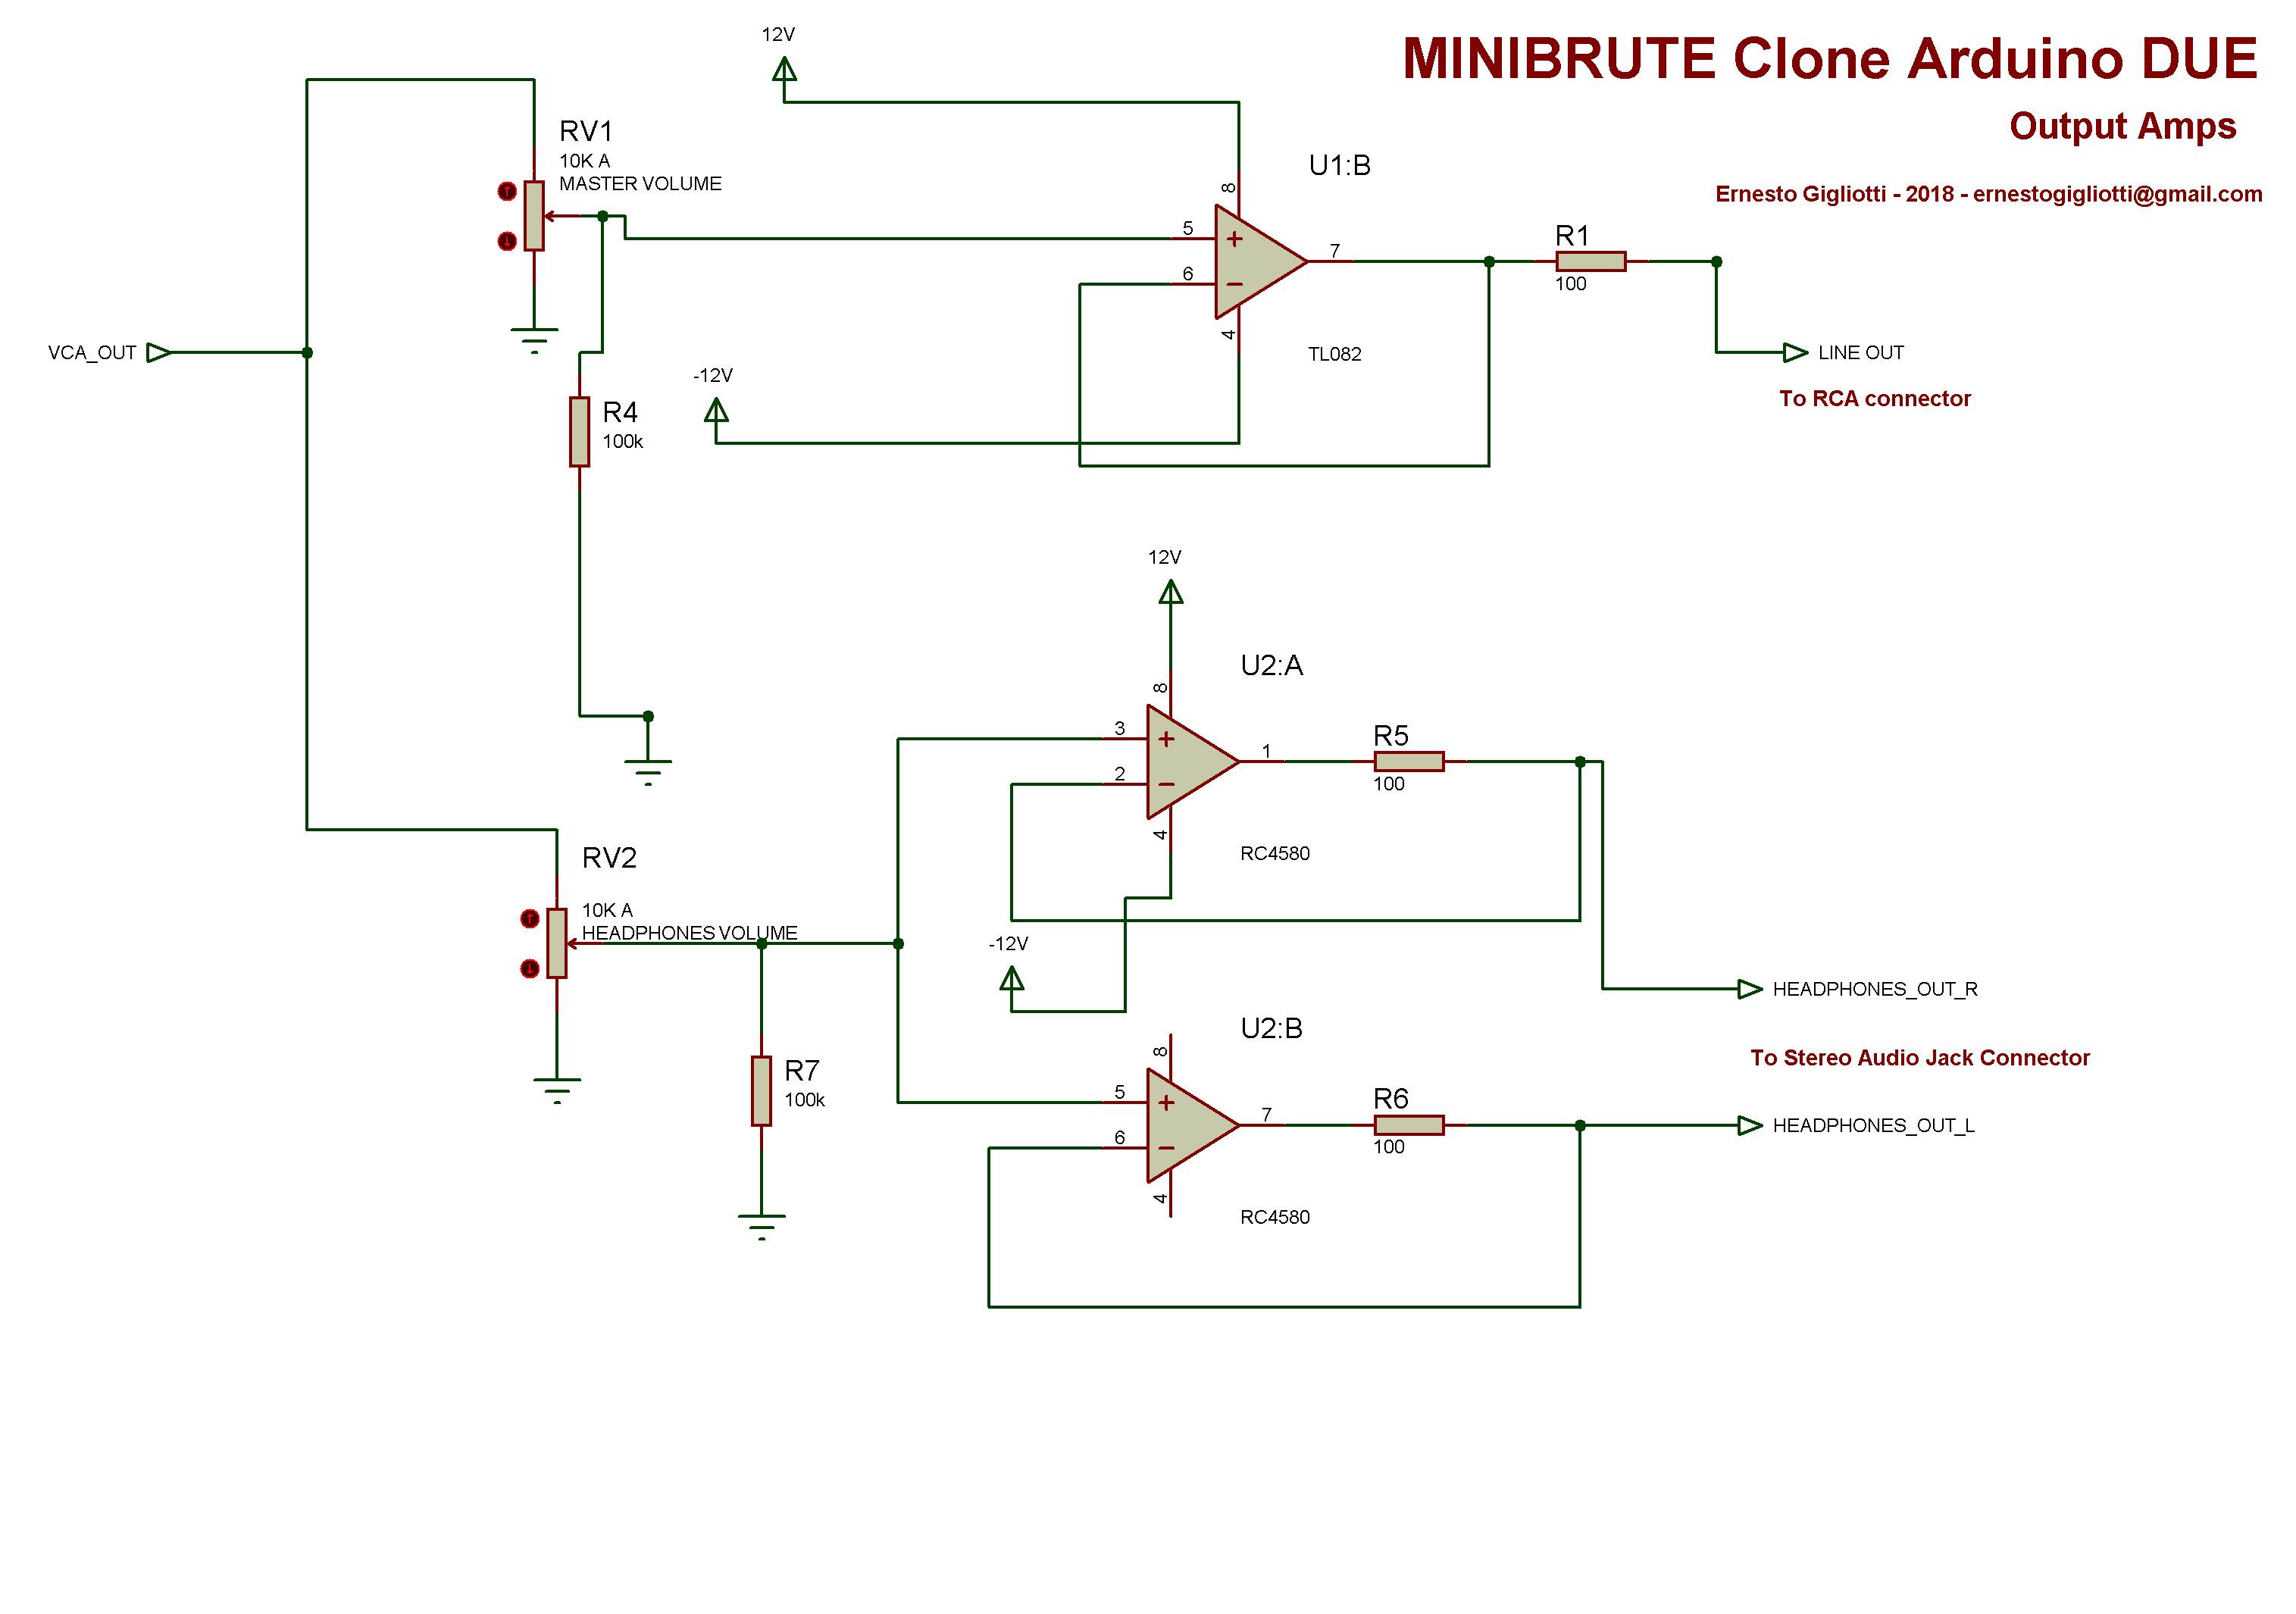 MINIBRUTE Clone Arduino DUE
Output Amps
Ernesto Gigliotti - 2018 - ernestogigliotti@gmail.com
12V
RV1
10K A
MASTER VOLUME
U1:B
8
5
6
7
4
TL082
R1
100
VCA_OUT
LINE OUT
To RCA connector
-12V
R4
100k
12V
U2:A
8
3
2
1
4
RC4580
R5
100
RV2
10K A
HEADPHONES VOLUME
-12V
HEADPHONES_OUT_R
To Stereo Audio Jack Connector
U2:B
8
5
6
7
4
RC4580
R6
100
HEADPHONES_OUT_L
R7
100k